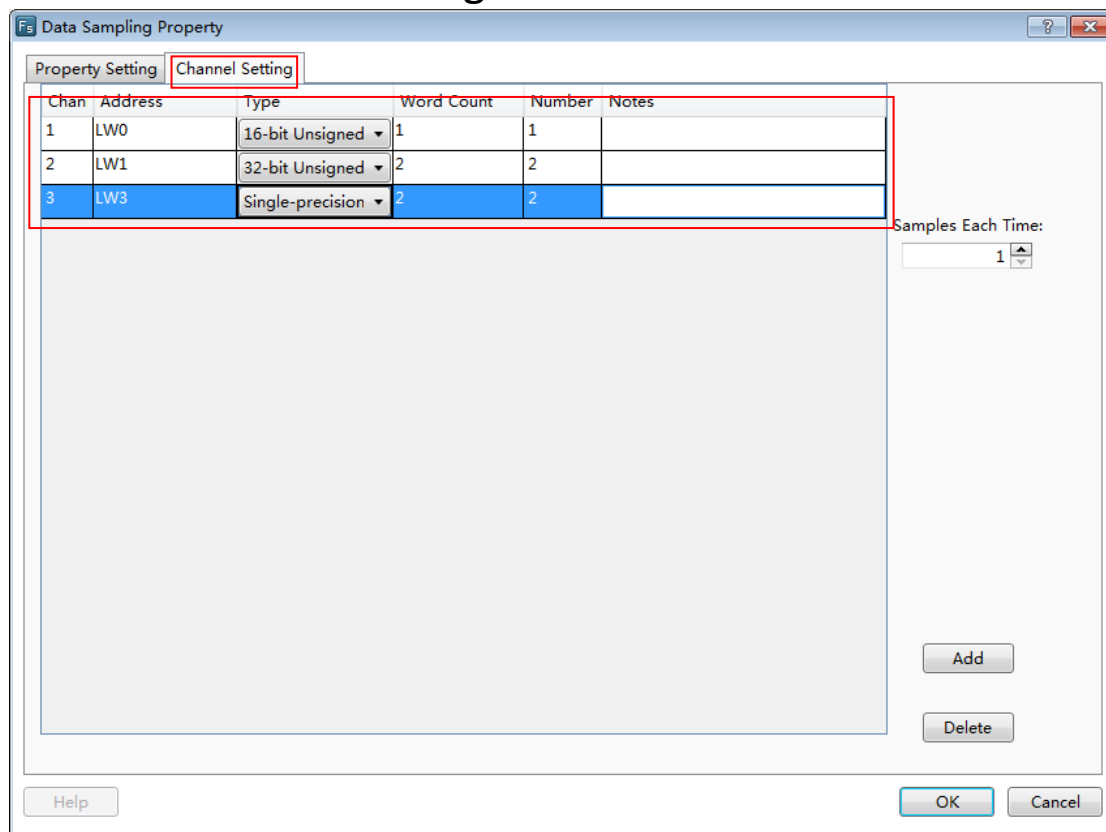 Fs Data Sampling Property
Property Setting Channel Setting
Chan Address Type Word Count Number Notes
1 LW0 16-bit Unsigned 1 1
2 LW1 32-bit Unsigned 2 2
3 LW3 Single-precision 2 2
Samples Each Time:
1
Add
Delete
Help OK Cancel